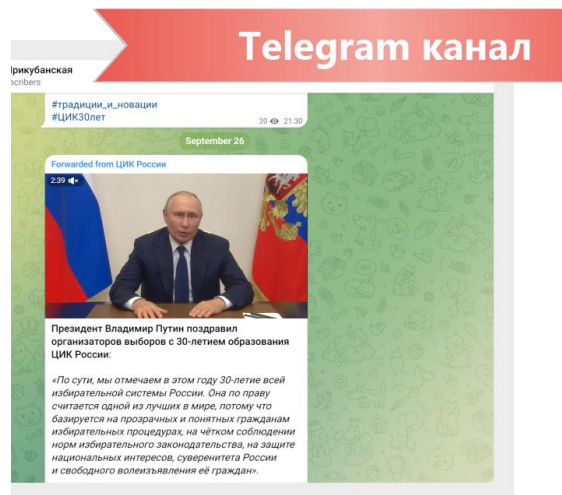 Telegram канал
Прикубанская
scribers
#традиции_и_новации
#ЦИК30лет
20 21:30
September 26
Forwarded from ЦИК России
2:39
Президент Владимир Путин поздравил
организаторов выборов с 30-летием образования
ЦИК России:
«По сути, мы отмечаем в этом году 30-летие всей
избирательной системы России. Она по праву
считается одной из лучших в мире, потому что
базируется на прозрачных и понятных гражданам
избирательных процедурах, на чётком соблюдении
норм избирательного законодательства, на защите
национальных интересов, суверенитета России
и свободного волеизъявления её граждан».